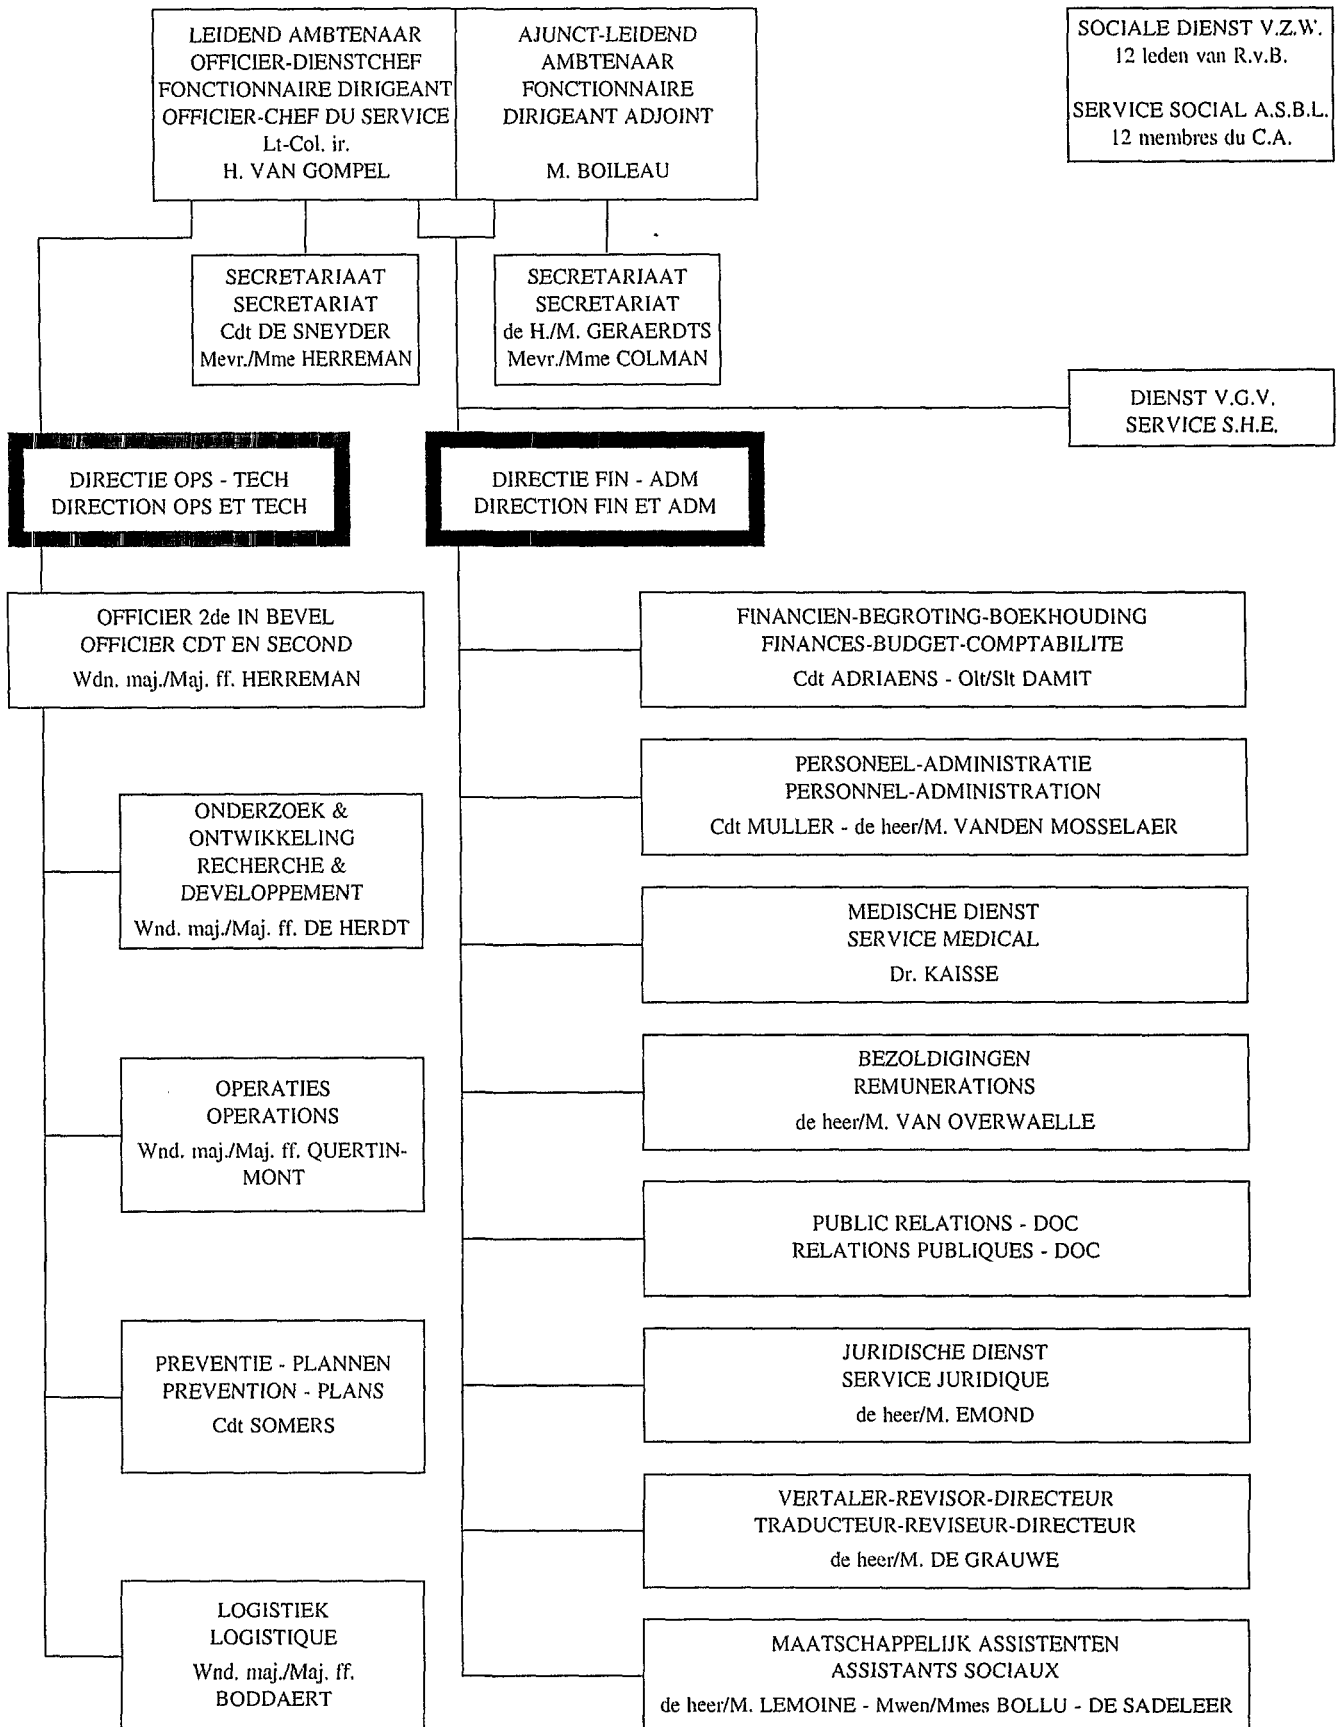 LEIDEND AMBTENAAR
OFFICIER-DIENSTCHEF
FONCTIONNAIRE DIRIGEANT
OFFICIER-CHEF DU SERVICE
Lt-Col. ir.
H. VAN GOMPEL
AJUNCT-LEIDEND
AMBTENAAR
FONCTIONNAIRE
DIRIGEANT ADJOINT
M. BOILEAU
SOCIALE DIENST V.Z.W.
12 leden van R.v.B.
SERVICE SOCIAL A.S.B.L.
12 membres du C.A.
SECRETARIAAT
SECRETARIAT
Cdt DE SNEYDER
Mevr./Mme HERREMAN
SECRETARIAAT
SECRETARIAT
de H./M. GERAERDTS
Mevr./Mme COLMAN
DIENST V.G.V.
SERVICE S.H.E.
DIRECTIE OPS - TECH
DIRECTION OPS ET TECH
DIRECTIE FIN - ADM
DIRECTION FIN ET ADM
OFFICIER 2de IN BEVEL
OFFICIER CDT EN SECOND
Wdn. maj./Maj. ff. HERREMAN
ONDERZOEK &
ONTWIKKELING
RECHERCHE &
DEVELOPPEMENT
Wnd. maj./Maj. ff. DE HERDT
OPERATIES
OPERATIONS
Wnd. maj./Maj. ff. QUERTIN-
MONT
PREVENTIE - PLANNEN
PREVENTION - PLANS
Cdt SOMERS
LOGISTIEK
LOGISTIQUE
Wnd. maj./Maj. ff.
BODDAERT
FINANCIEN-BEGROTING-BOEKHOUDING
FINANCES-BUDGET-COMPTABILITE
Cdt ADRIAENS - Olt/Slt DAMIT
PERSONEEL-ADMINISTRATIE
PERSONNEL-ADMINISTRATION
Cdt MULLER - de heer/M. VANDEN MOSSELAER
MEDISCHE DIENST
SERVICE MEDICAL
Dr. KAISSE
BEZOLDIGINGEN
REMUNERATIONS
de heer/M. VAN OVERWAELLE
PUBLIC RELATIONS - DOC
RELATIONS PUBLIQUES - DOC
JURIDISCHE DIENST
SERVICE JURIDIQUE
de heer/M. EMOND
VERTALER-REVISOR-DIRECTEUR
TRADUCTEUR-REVISEUR-DIRECTEUR
de heer/M. DE GRAUWE
MAATSCHAPPELIJK ASSISTENTEN
ASSISTANTS SOCIAUX
de heer/M. LEMOINE - Mwen/Mmes BOLLU - DE SADELEER